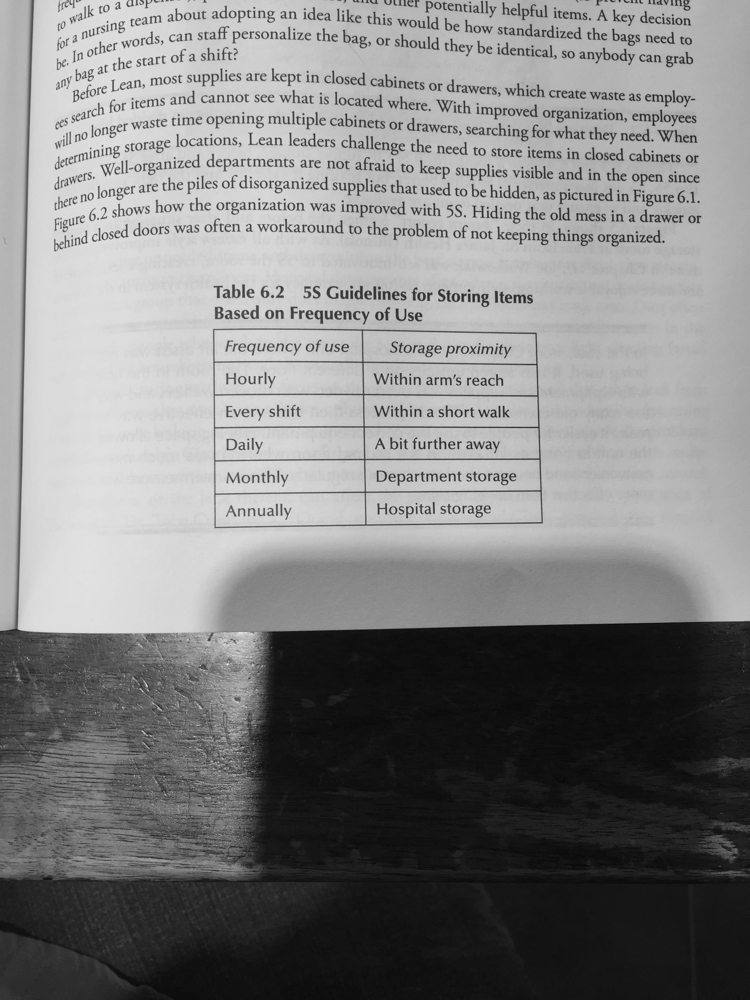 to walk to a
and other potentially helpful items. A key decision
for a nursing team about adopting an idea like this would be how standardized the bags need to
be. In other words, can staff personalize the bag, or should they be identical, so anybody can grab
any bag at the start of a shift?
Before Lean, most supplies are kept in closed cabinets or drawers, which create waste as employ-
ees search for items and cannot see what is located where. With improved organization, employees
will no longer waste time opening multiple cabinets or drawers, searching for what they need. When
determining storage locations, Lean leaders challenge the need to store items in closed cabinets or
drawers. Well-organized departments are not afraid to keep supplies visible and in the open since
there no longer are the piles of disorganized supplies that used to be hidden, as pictured in Figure 6.1.
Figure 6.2 shows how the organization was improved with 5S. Hiding the old mess in a drawer or
behind closed doors was often a workaround to the problem of not keeping things organized.
Table 6.2 5S Guidelines for Storing Items
Based on Frequency of Use
Frequency of use Storage proximity
Hourly Within arm's reach
Every shift Within a short walk
Daily A bit further away
Monthly Department storage
Annually Hospital storage